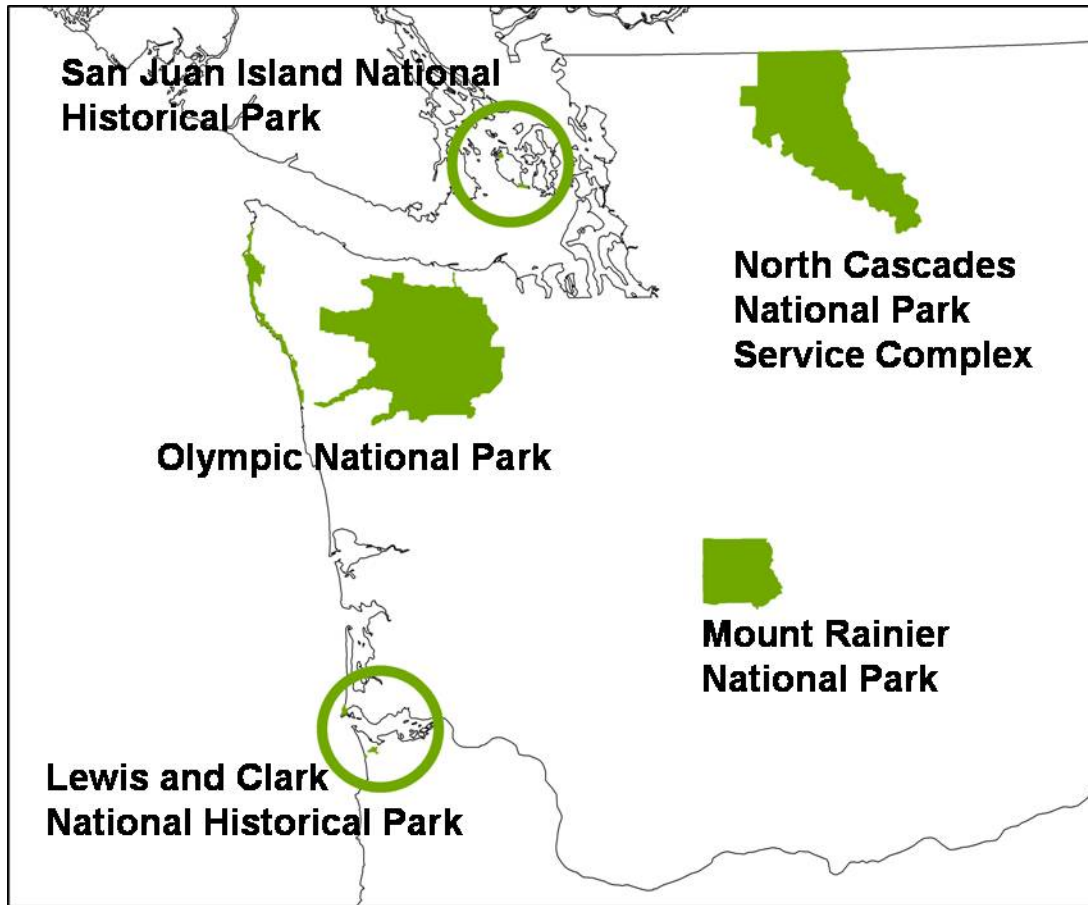 San Juan Island National
Historical Park
North Cascades
National Park
Service Complex
Olympic National Park
Mount Rainier
National Park
Lewis and Clark
National Historical Park